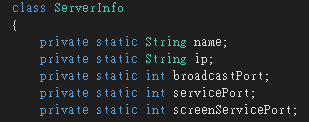 class ServerInfo
{
    private static String name;
    private static String ip;
    private static int broadcastPort;
    private static int servicePort;
    private static int screenServicePort;